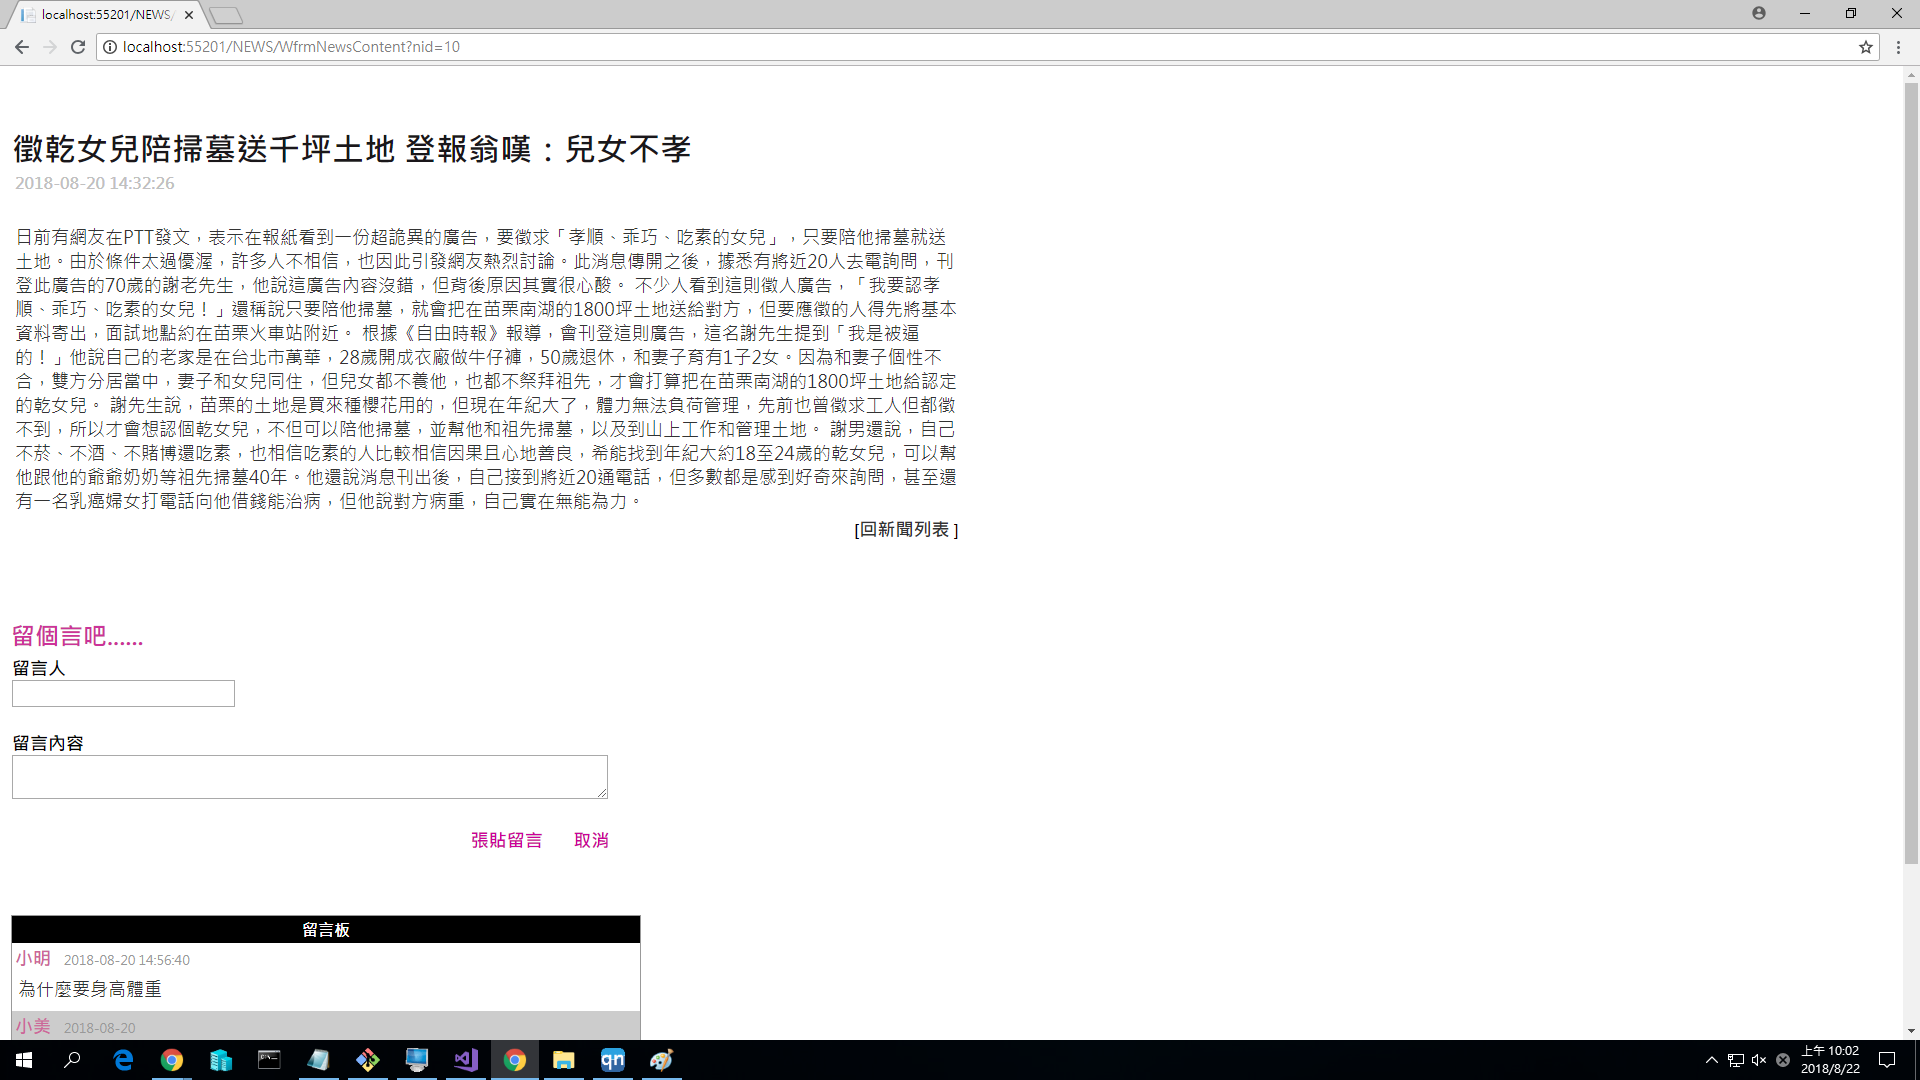 localhost:55201/NEWS/
localhost:55201/NEWS/WfrmNewsContent?nid=10
徵乾女兒陪掃墓送千坪土地 登報翁嘆：兒女不孝
2018-08-20 14:32:26
日前有網友在PTT發文，表示在報紙看到一份超詭異的廣告，要徵求「孝順、乖巧、吃素的女兒」，只要陪他掃墓就送
土地。由於條件太過優渥，許多人不相信，也因此引發網友熱烈討論。此消息傳開之後，據悉有將近20人去電詢問，刊
登此廣告的70歲的謝老先生，他說這廣告內容沒錯，但背後原因其實很心酸。 不少人看到這則徵人廣告，「我要認孝
順、乖巧、吃素的女兒！」還稱說只要陪他掃墓，就會把在苗栗南湖的1800坪土地送給對方，但要應徵的人得先將基本
資料寄出，面試地點約在苗栗火車站附近。 根據《自由時報》報導，會刊登這則廣告，這名謝先生提到「我是被逼
的！」他說自己的老家是在台北市萬華，28歲開成衣廠做牛仔褲，50歲退休，和妻子育有1子2女。因為和妻子個性不
合，雙方分居當中，妻子和女兒同住，但兒女都不養他，也都不祭拜祖先，才會打算把在苗栗南湖的1800坪土地給認定
的乾女兒。 謝先生說，苗栗的土地是買來種櫻花用的，但現在年紀大了，體力無法負荷管理，先前也曾徵求工人但都徵
不到，所以才會想認個乾女兒，不但可以陪他掃墓，並幫他和祖先掃墓，以及到山上工作和管理土地。 謝男還說，自己
不菸、不酒、不賭博還吃素，也相信吃素的人比較相信因果且心地善良，希能找到年紀大約18至24歲的乾女兒，可以幫
他跟他的爺爺奶奶等祖先掃墓40年。他還說消息刊出後，自己接到將近20通電話，但多數都是感到好奇來詢問，甚至還
有一名乳癌婦女打電話向他借錢能治病，但他說對方病重，自己實在無能為力。
[回新聞列表 ]
留個言吧......
留言人
留言內容
張貼留言 取消
留言板
小明 2018-08-20 14:56:40
為什麼要身高體重
小美 2018-08-20
qn
上午 10:02
2018/8/22